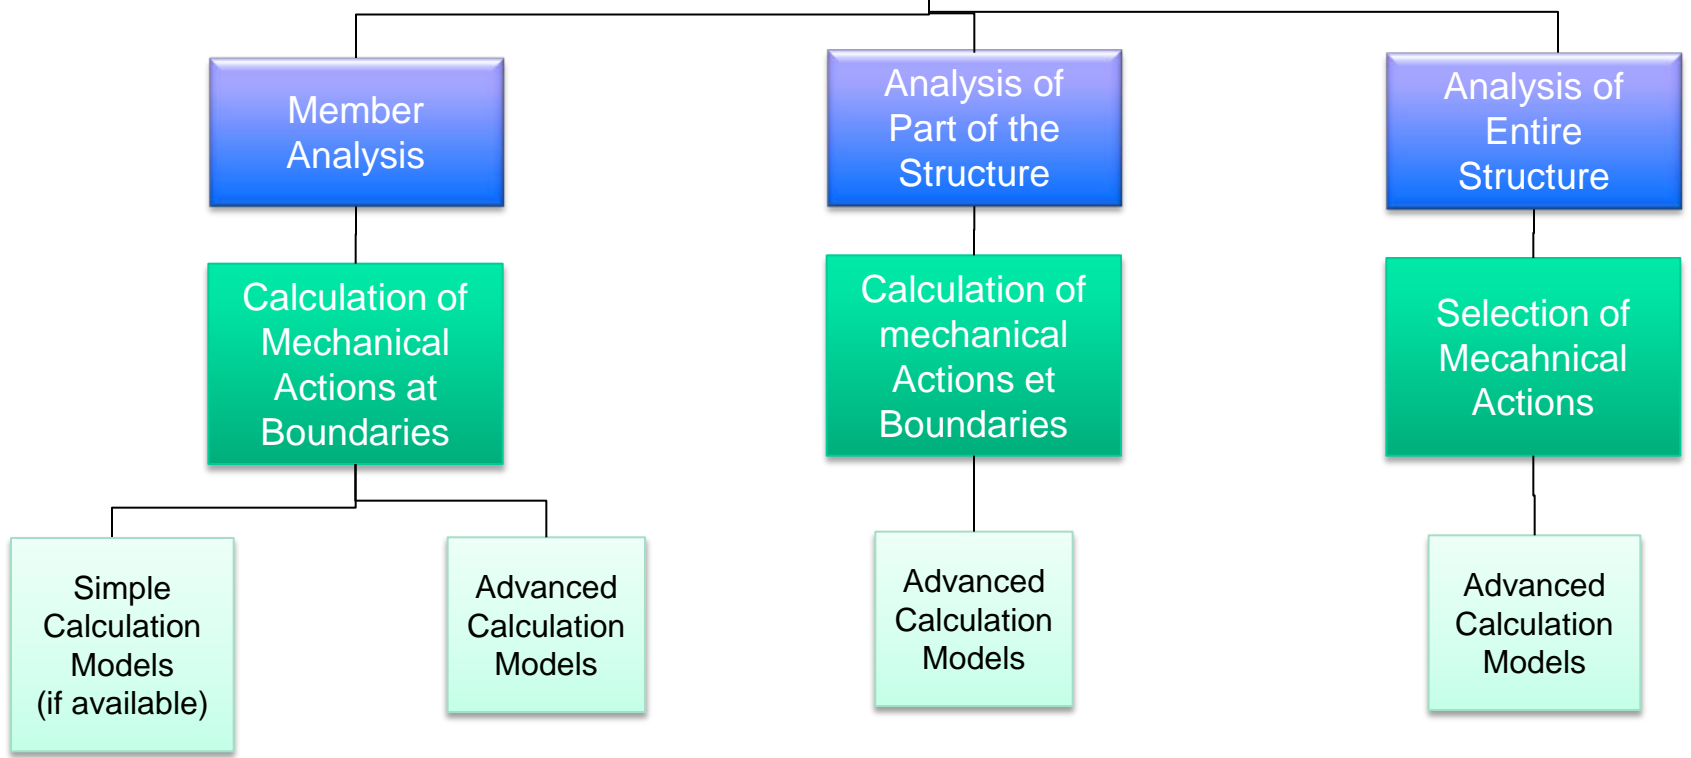 Member
Analysis
Analysis of
Part of the
Structure
Analysis of
Entire
Structure
Calculation of
Mechanical
Actions at
Boundaries
Calculation of
mechanical
Actions et
Boundaries
Selection of
Mecahnical
Actions
Simple
Calculation
Models
(if available)
Advanced
Calculation
Models
Advanced
Calculation
Models
Advanced
Calculation
Models